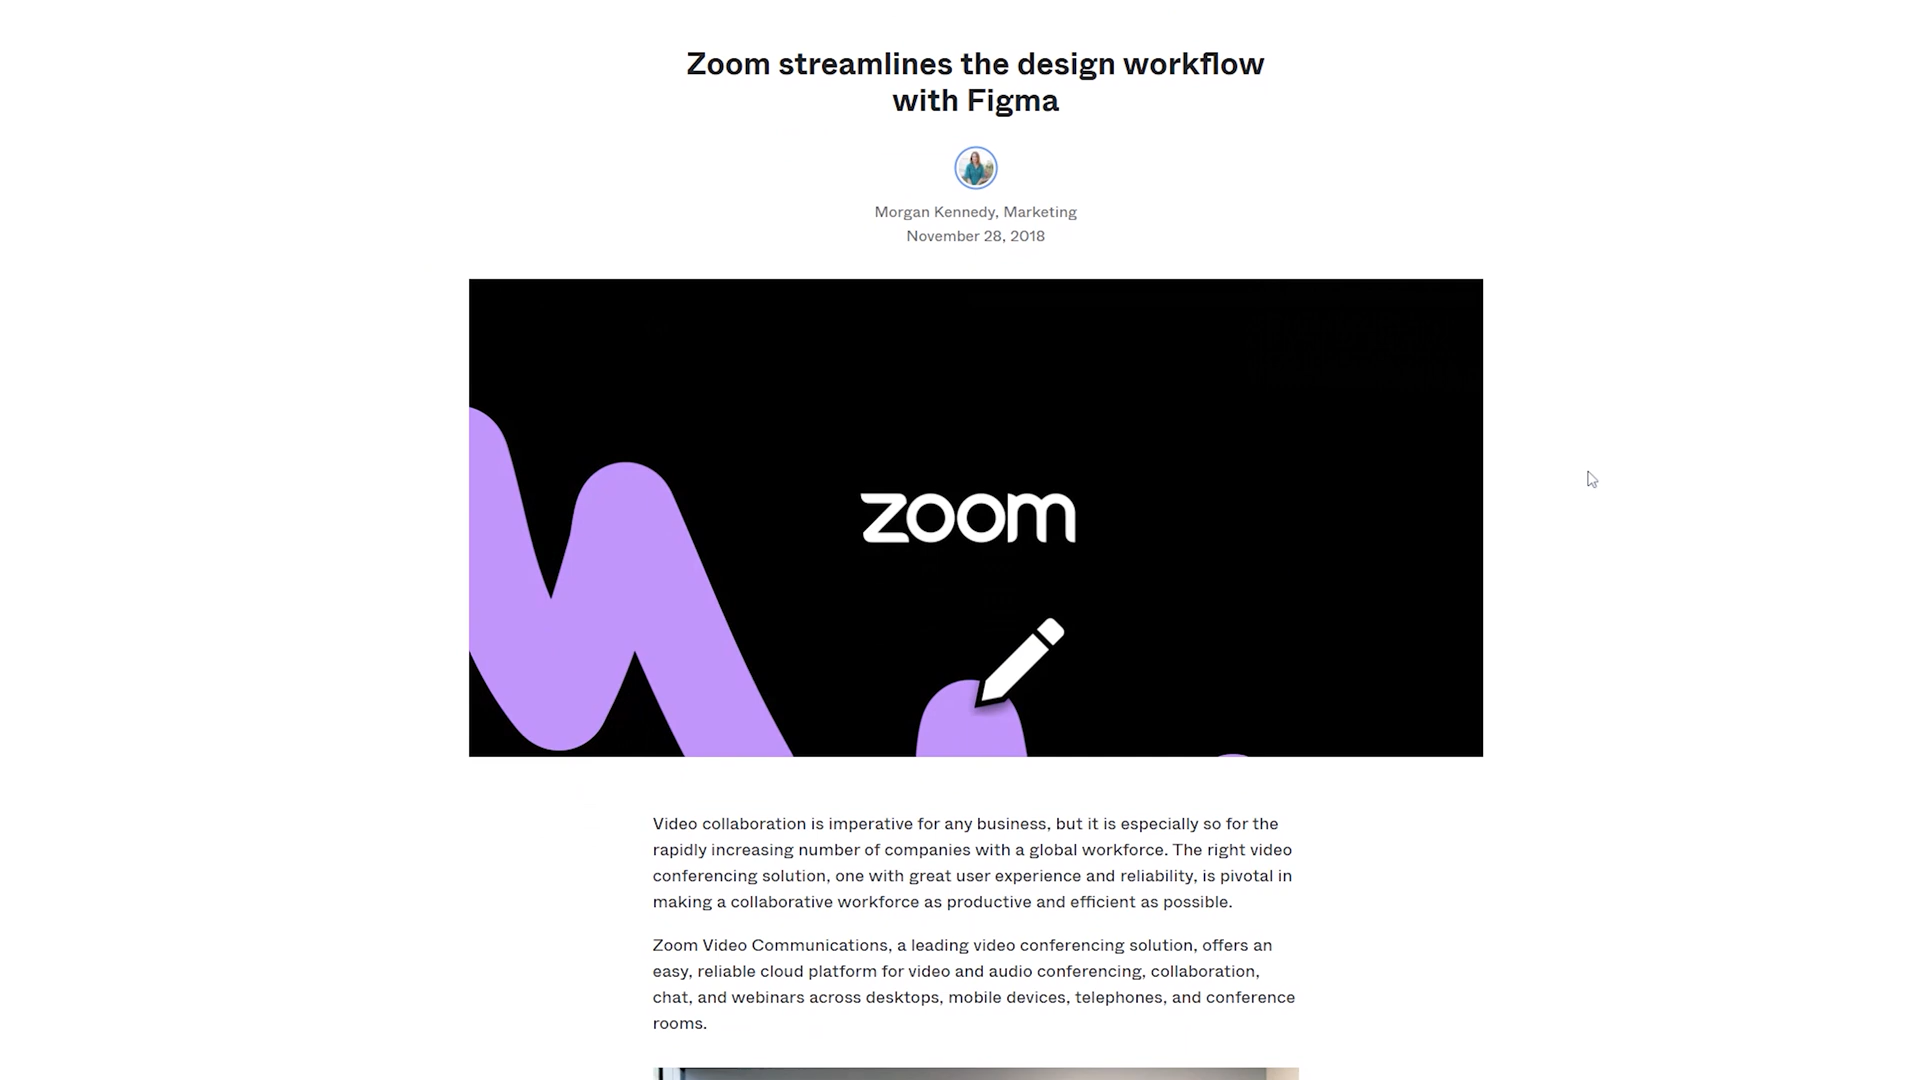 Zoom streamlines the design workflow
with Figma
Morgan Kennedy, Marketing
November 28, 2018
zoom
Video collaboration is imperative for any business, but it is especially so for the
rapidly increasing number of companies with a global workforce. The right video
conferencing solution, one with great user experience and reliability, is pivotal in
making a collaborative workforce as productive and efficient as possible.
Zoom Video Communications, a leading video conferencing solution, offers an
easy, reliable cloud platform for video and audio conferencing, collaboration,
chat, and webinars across desktops, mobile devices, telephones, and conference
rooms.